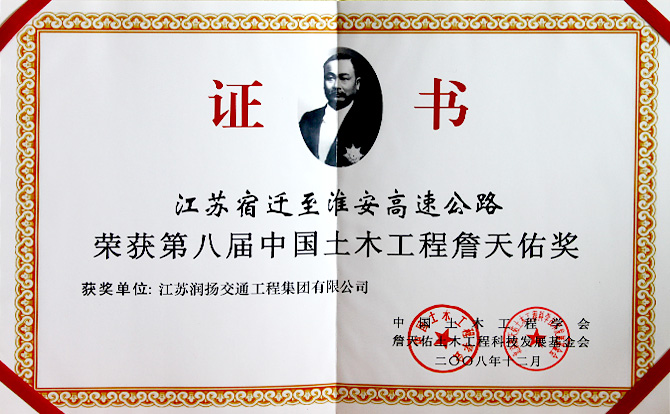 证书
江苏宿迁至淮安高速公路
荣获第八届中国土木工程詹天佑奖
获奖单位:江苏润扬交通工程集团有限公司
中国土木工程学会
詹天佑土木工程科技发展基金会
二〇〇八年十二月